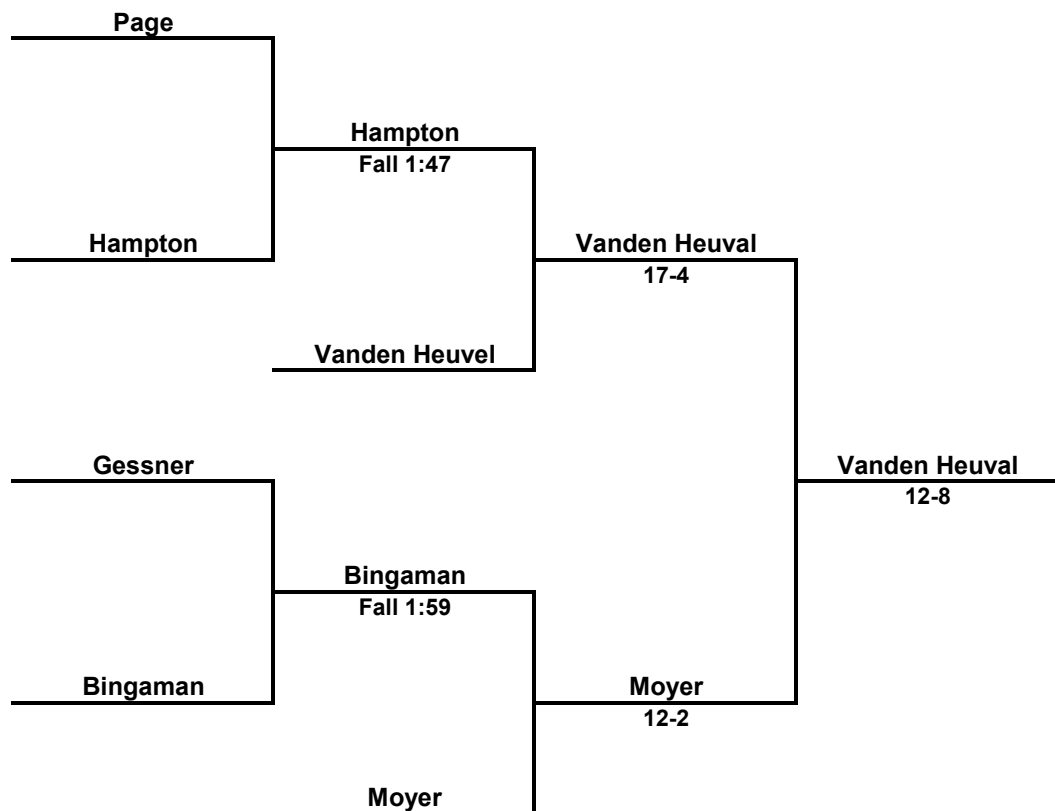 Page
Hampton
Fall 1:47
Hampton
Vanden Heuval
17-4
Vanden Heuvel
Gessner
Vanden Heuval
12-8
Bingaman
Fall 1:59
Bingaman
Moyer
12-2
Moyer